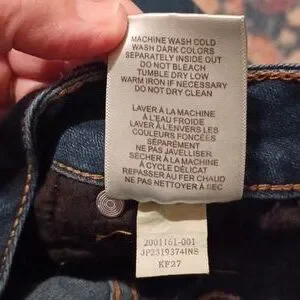 MACHINE WASH COLD
WASH DARK COLORS
SEPARATELY INSIDE OUT
DO NOT BLEACH
TUMBLE DRY LOW
WARM IRON IF NECESSARY
DO NOT DRY CLEAN
LAVER À LA MACHINE
À L'EAU FROIDE
LAVER À L'ENVERS LES
COULEURS FONCÉES
SÉPARÉMENT
NE PAS JAVELLISER
SÉCHER À LA MACHINE
À CYCLE DÉLICAT
REPASSER AU FER CHAUD
NE PAS NETTOYER À SEC
2001161-001
JP2319374INS
KF27